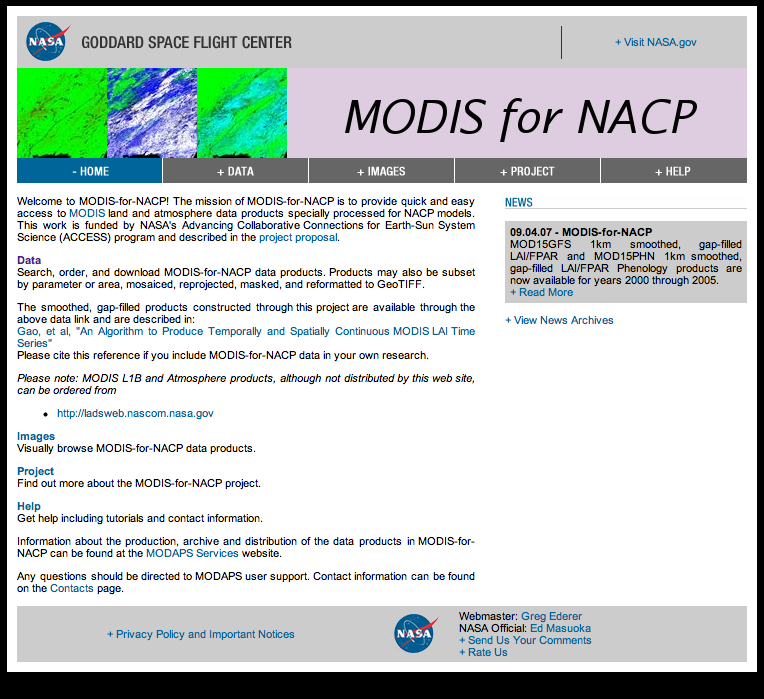 NASA
GODDARD SPACE FLIGHT CENTER
+ Visit NASA.gov
MODIS for NACP
- HOME
+ DATA
+ IMAGES
+ PROJECT
+ HELP
Welcome to MODIS-for-NACP! The mission of MODIS-for-NACP is to provide quick and easy
access to MODIS land and atmosphere data products specially processed for NACP models.
This work is funded by NASA's Advancing Collaborative Connections for Earth-Sun System
Science (ACCESS) program and described in the project proposal.
Data
Search, order, and download MODIS-for-NACP data products. Products may also be subset
by parameter or area, mosaiced, reprojected, masked, and reformatted to GeoTIFF.
The smoothed, gap-filled products constructed through this project are available through the
above data link and are described in:
Gao, et al, "An Algorithm to Produce Temporally and Spatially Continuous MODIS LAI Time
Series"
Please cite this reference if you include MODIS-for-NACP data in your own research.
Please note: MODIS L1B and Atmosphere products, although not distributed by this web site,
can be ordered from
• http://ladsweb.nascom.nasa.gov
Images
Visually browse MODIS-for-NACP data products.
Project
Find out more about the MODIS-for-NACP project.
Help
Get help including tutorials and contact information.
Information about the production, archive and distribution of the data products in MODIS-for-
NACP can be found at the MODAPS Services website.
Any questions should be directed to MODAPS user support. Contact information can be found
on the Contacts page.
NEWS
09.04.07 - MODIS-for-NACP
MOD15GFS 1km smoothed, gap-filled
LAI/FPAR and MOD15PHN 1km smoothed,
gap-filled LAI/FPAR Phenology products are
now available for years 2000 through 2005.
+ Read More
+ View News Archives
+ Privacy Policy and Important Notices
NASA
Webmaster: Greg Ederer
NASA Official: Ed Masuoka
+ Send Us Your Comments
+ Rate Us